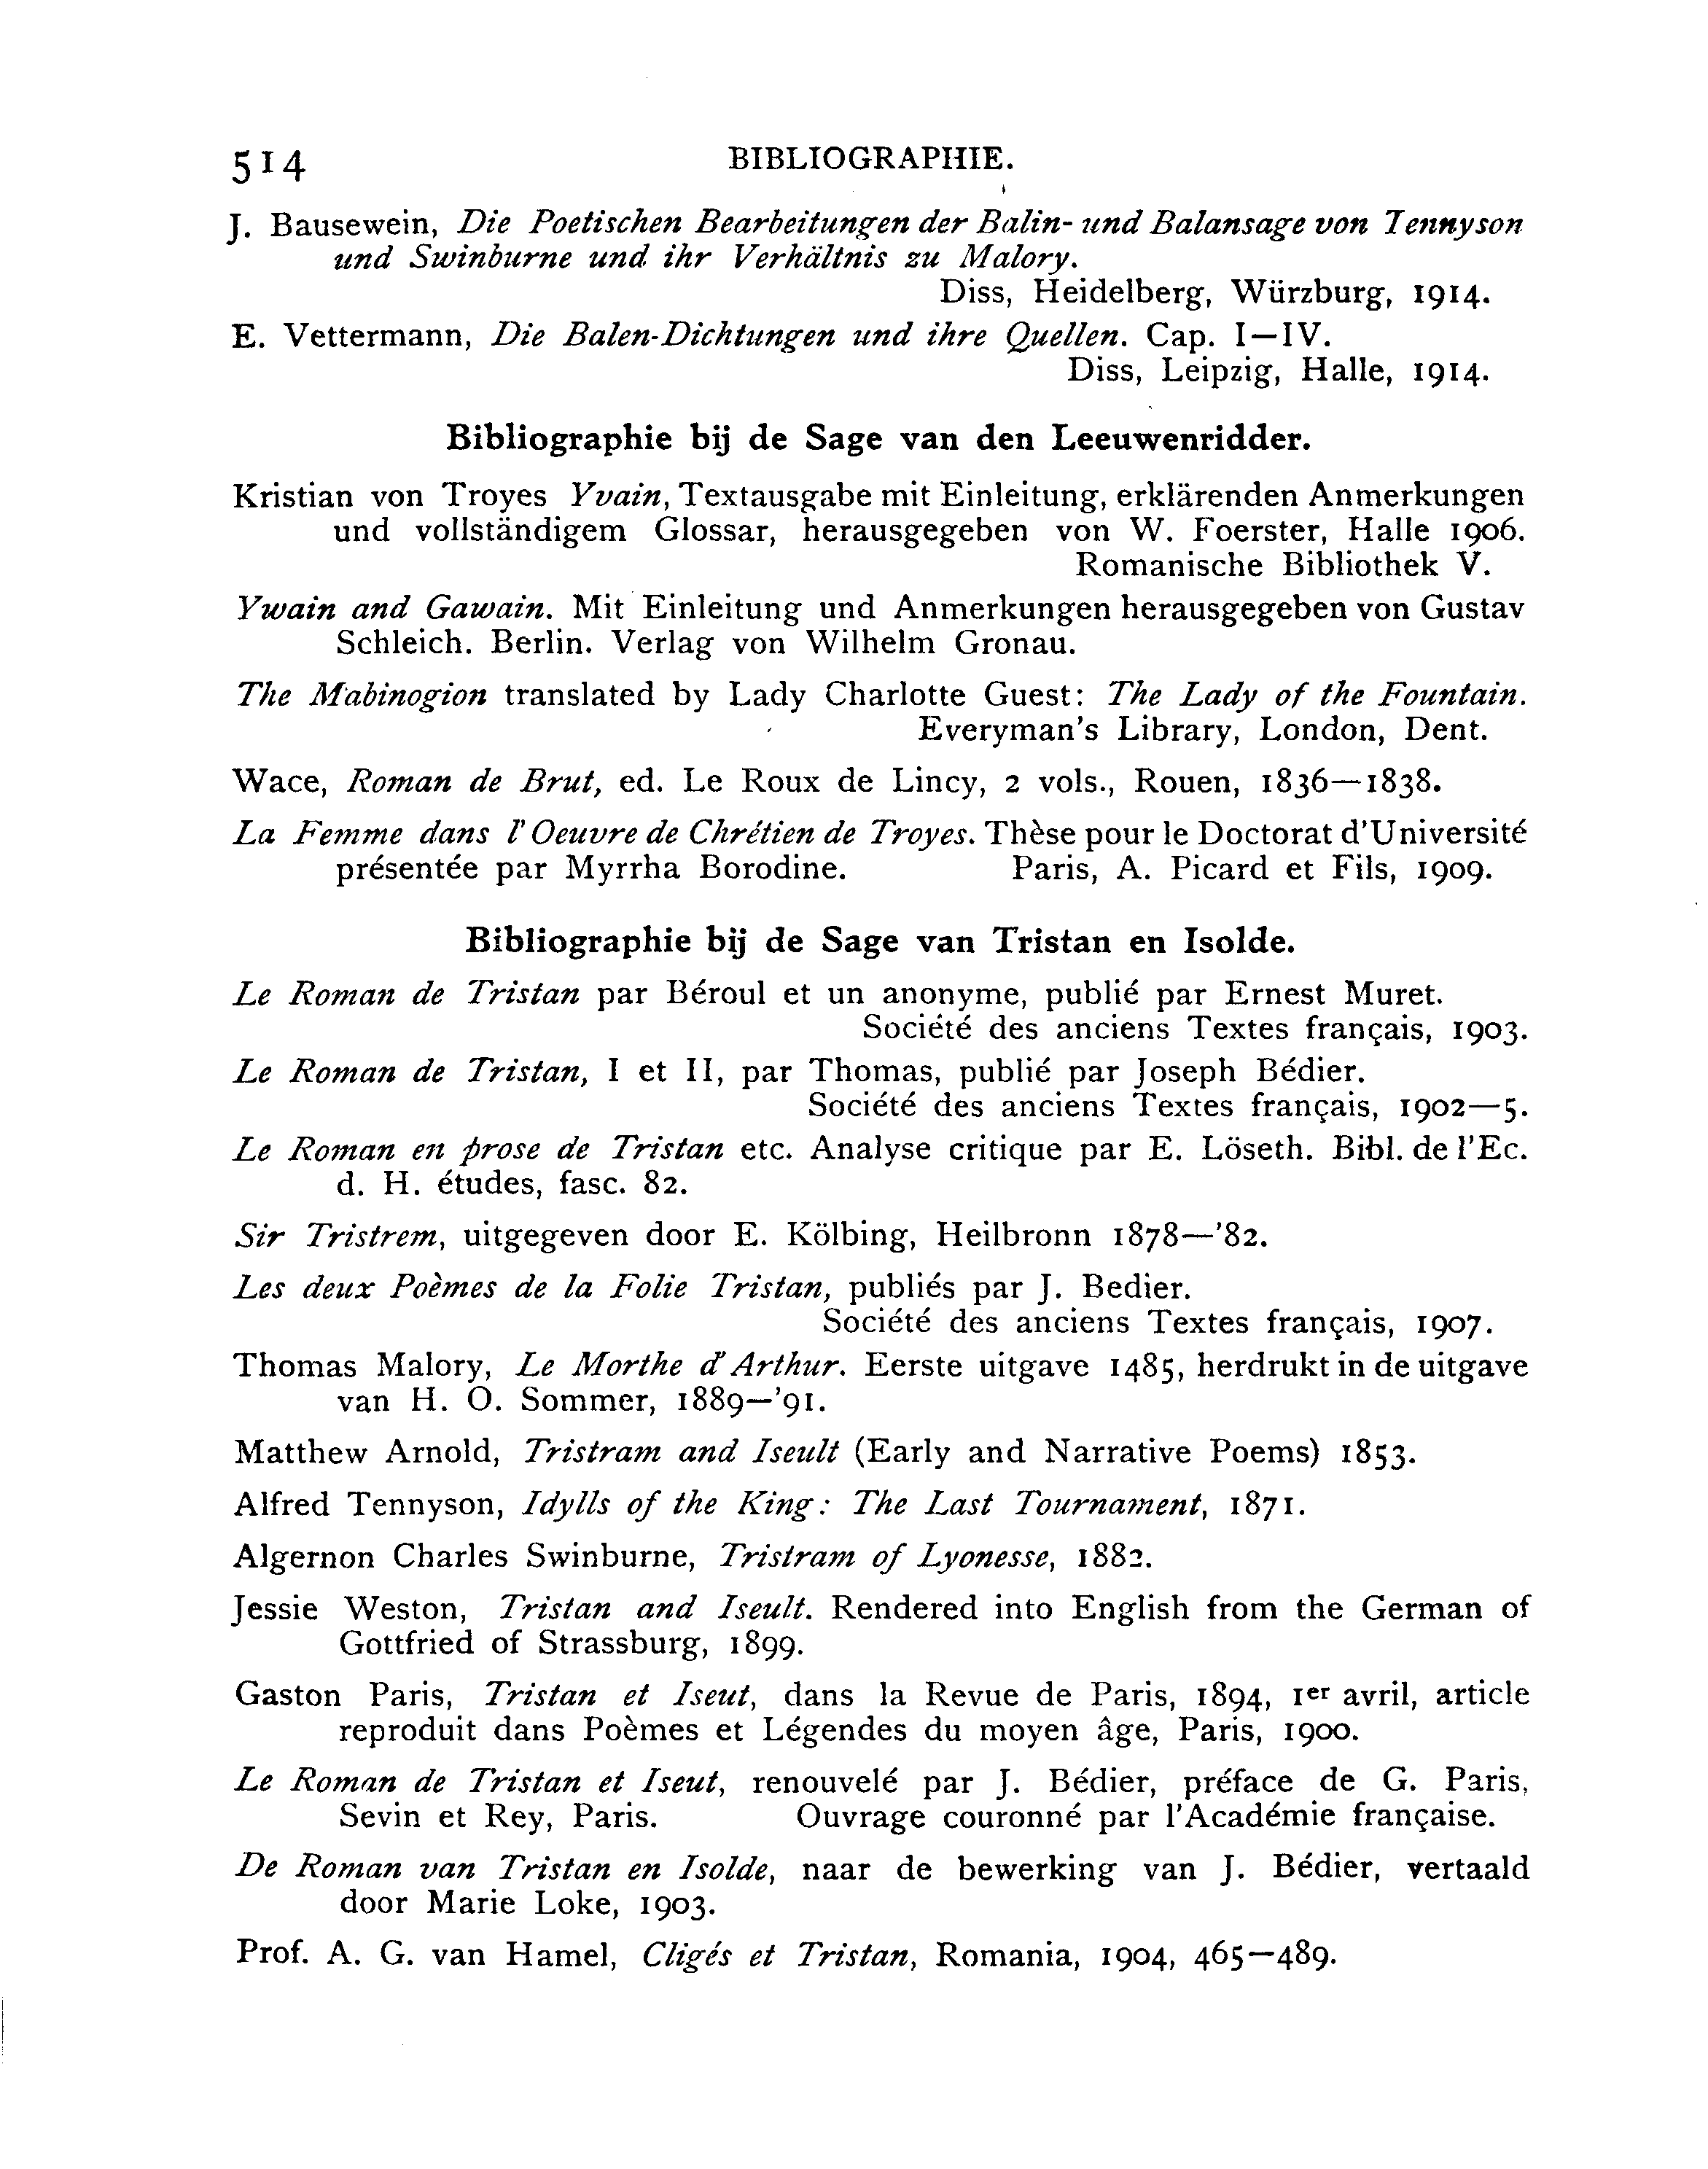 514 BIBLIOGRAPHIE.
J. Bausewein, Die Poetischen Bearbeitungen der Balin- und Balansage von Tennyson
und Swinburne und ihr Verhältnis zu Malory.
Diss, Heidelberg, Würzburg, 1914.
E. Vettermann, Die Balen-Dichtungen und ihre Quellen. Cap. I—IV.
Diss, Leipzig, Halle, 1914.
Bibliographie bij de Sage van den Leeuwenridder.
Kristian von Troyes Yvain, Textausgabe mit Einleitung, erklärenden Anmerkungen
und vollständigem Glossar, herausgegeben von W. Foerster, Halle 1906.
Romanische Bibliothek V.
Ywain and Gawain. Mit Einleitung und Anmerkungen herausgegeben von Gustav
Schleich. Berlin. Verlag von Wilhelm Gronau.
The Mabinogion translated by Lady Charlotte Guest: The Lady of the Fountain.
Everyman's Library, London, Dent.
Wace, Roman de Brut, ed. Le Roux de Lincy, 2 vols., Rouen, 1836—1838.
La Femme dans l'Oeuvre de Chrétien de Troyes. Thèse pour le Doctorat d'Université
présentée par Myrrha Borodine. Paris, A. Picard et Fils, 1909.
Bibliographie bij de Sage van Tristan en Isolde.
Le Roman de Tristan par Béroul et un anonyme, publié par Ernest Muret.
Société des anciens Textes français, 1903.
Le Roman de Tristan, I et II, par Thomas, publié par Joseph Bédier.
Société des anciens Textes français, 1902—5.
Le Roman en prose de Tristan etc. Analyse critique par E. Löseth. Bibl. de l'Ec.
d. H. études, fasc. 82.
Sir Tristrem, uitgegeven door E. Kölbing, Heilbronn 1878—'82.
Les deux Poèmes de la Folie Tristan, publiés par J. Bedier.
Société des anciens Textes français, 1907.
Thomas Malory, Le Morthe d'Arthur. Eerste uitgave 1485, herdrukt in de uitgave
van H. O. Sommer, 1889—'91.
Matthew Arnold, Tristram and Iseult (Early and Narrative Poems) 1853.
Alfred Tennyson, Idylls of the King: The Last Tournament, 1871.
Algernon Charles Swinburne, Tristram of Lyonesse, 1882.
Jessie Weston, Tristan and Iseult. Rendered into English from the German of
Gottfried of Strassburg, 1899.
Gaston Paris, Tristan et Iseut, dans la Revue de Paris, 1894, 1er avril, article
reproduit dans Poèmes et Légendes du moyen âge, Paris, 1900.
Le Roman de Tristan et Iseut, renouvelé par J. Bédier, préface de G. Paris,
Sevin et Rey, Paris. Ouvrage couronné par l'Académie française.
De Roman van Tristan en Isolde, naar de bewerking van J. Bédier, vertaald
door Marie Loke, 1903.
Prof. A. G. van Hamel, Cligés et Tristan, Romania, 1904, 465—489.